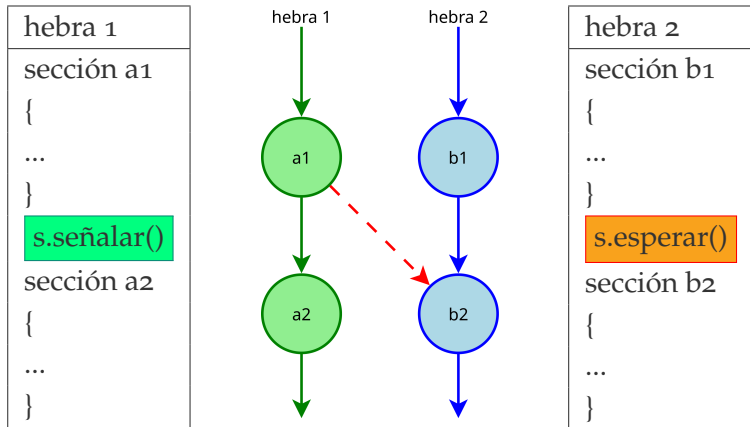 hebra 1
sección a1
{
...
}
s.señalar()
sección a2
{
...
}
hebra 1
hebra 2
a1
b1
a2
b2
hebra 2
sección b1
{
...
}
s.esperar()
sección b2
{
...
}